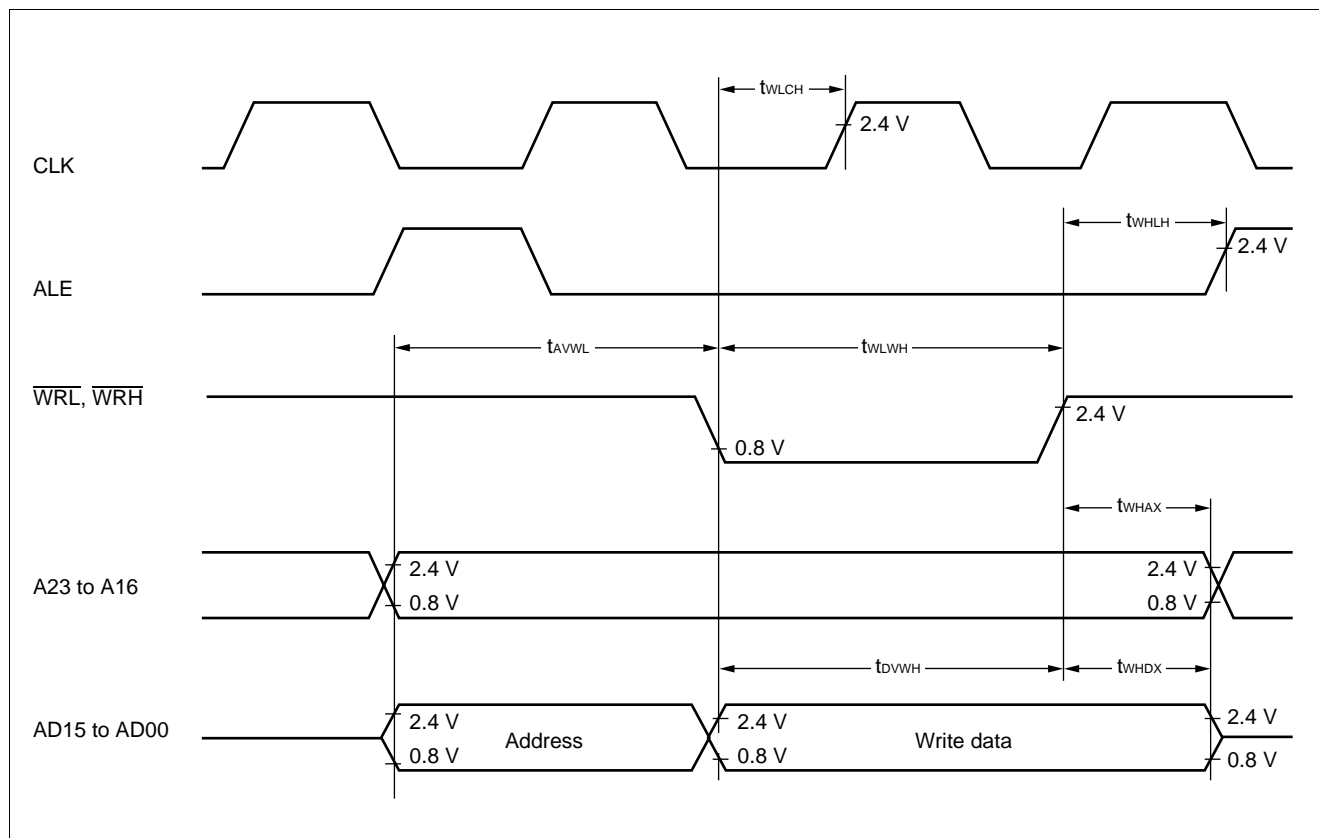 tWLCH
2.4 V
CLK
tWHLH
2.4 V
ALE
tAVWL
tWLWH
WRL, WRH
2.4 V
0.8 V
tWHAX
A23 to A16
2.4 V
2.4 V
0.8 V
0.8 V
tDVWH
tWHDX
AD15 to AD00
2.4 V
2.4 V
2.4 V
Address
Write data
0.8 V
0.8 V
0.8 V